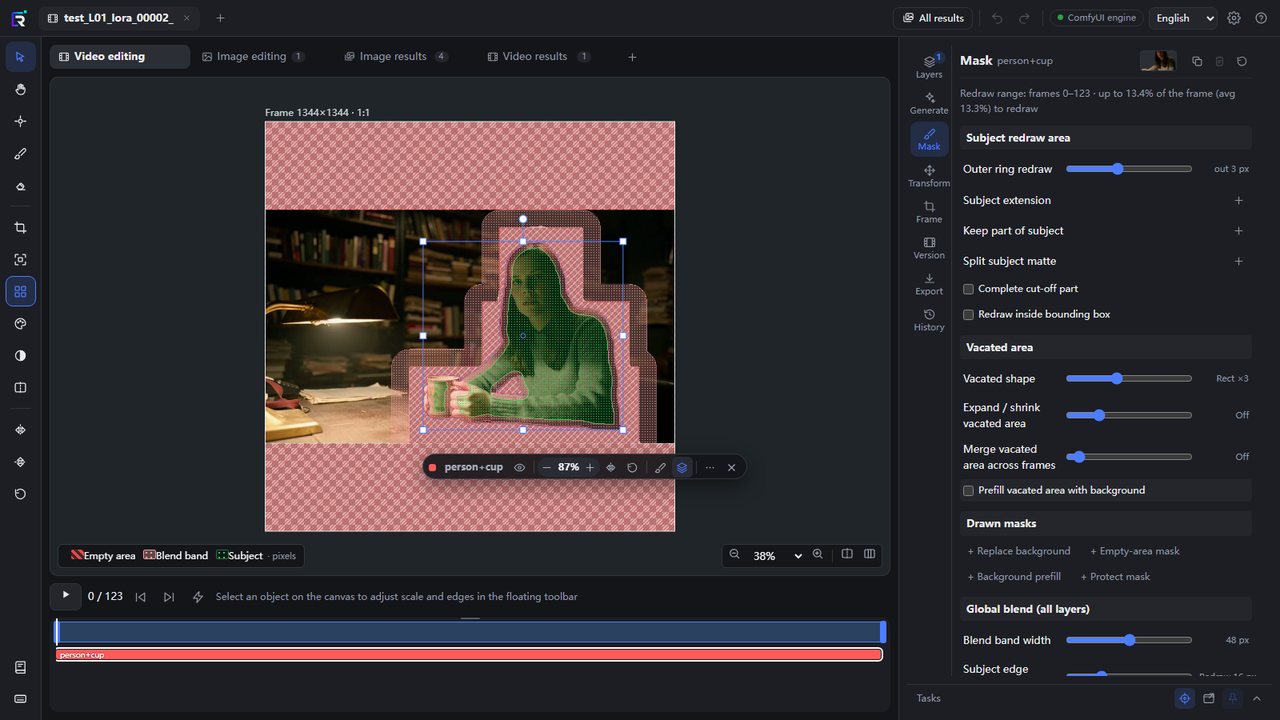 test_L01_lora_00002_
All results
ComfyUI engine
English
Video editing
Image editing 1
Image results 4
Video results 1
Frame 1344×1344 · 1:1
person+cup
87%
Empty area
Blend band
Subject · pixels
38%
0 / 123
Select an object on the canvas to adjust scale and edges in the floating toolbar
person+cup
1
Layers
Generate
Mask
Transform
Frame
Version
Export
History
Mask person+cup
Redraw range: frames 0–123 · up to 13.4% of the frame (avg
13.3%) to redraw
Subject redraw area
Outer ring redraw out 3 px
Subject extension
Keep part of subject
Split subject matte
Complete cut-off part
Redraw inside bounding box
Vacated area
Vacated shape Rect ×3
Expand / shrink
vacated area Off
Merge vacated
area across frames Off
Prefill vacated area with background
Drawn masks
+ Replace background + Empty-area mask
+ Background prefill + Protect mask
Global blend (all layers)
Blend band width 48 px
Subject edge
Tasks